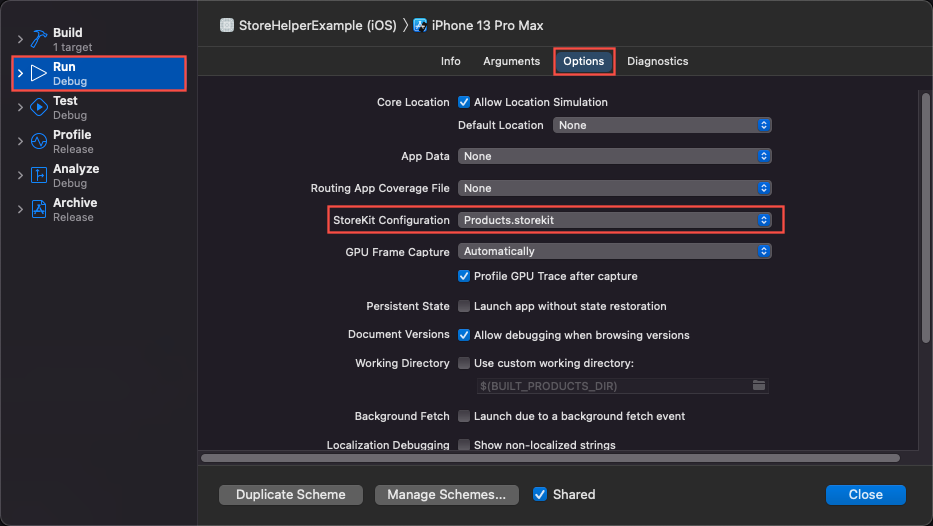 StoreHelperExample (iOS) 〉 iPhone 13 Pro Max
Build
1 target
Run
Debug
Test
Debug
Profile
Release
Analyze
Debug
Archive
Release
Info Arguments Options Diagnostics
Core Location Allow Location Simulation
Default Location None
App Data None
Routing App Coverage File None
StoreKit Configuration Products.storekit
GPU Frame Capture Automatically
Profile GPU Trace after capture
Persistent State Launch app without state restoration
Document Versions Allow debugging when browsing versions
Working Directory Use custom working directory:
$(BUILT_PRODUCTS_DIR)
Background Fetch Launch due to a background fetch event
Localization Debugging Show non-localized strings
Duplicate Scheme Manage Schemes... Shared Close